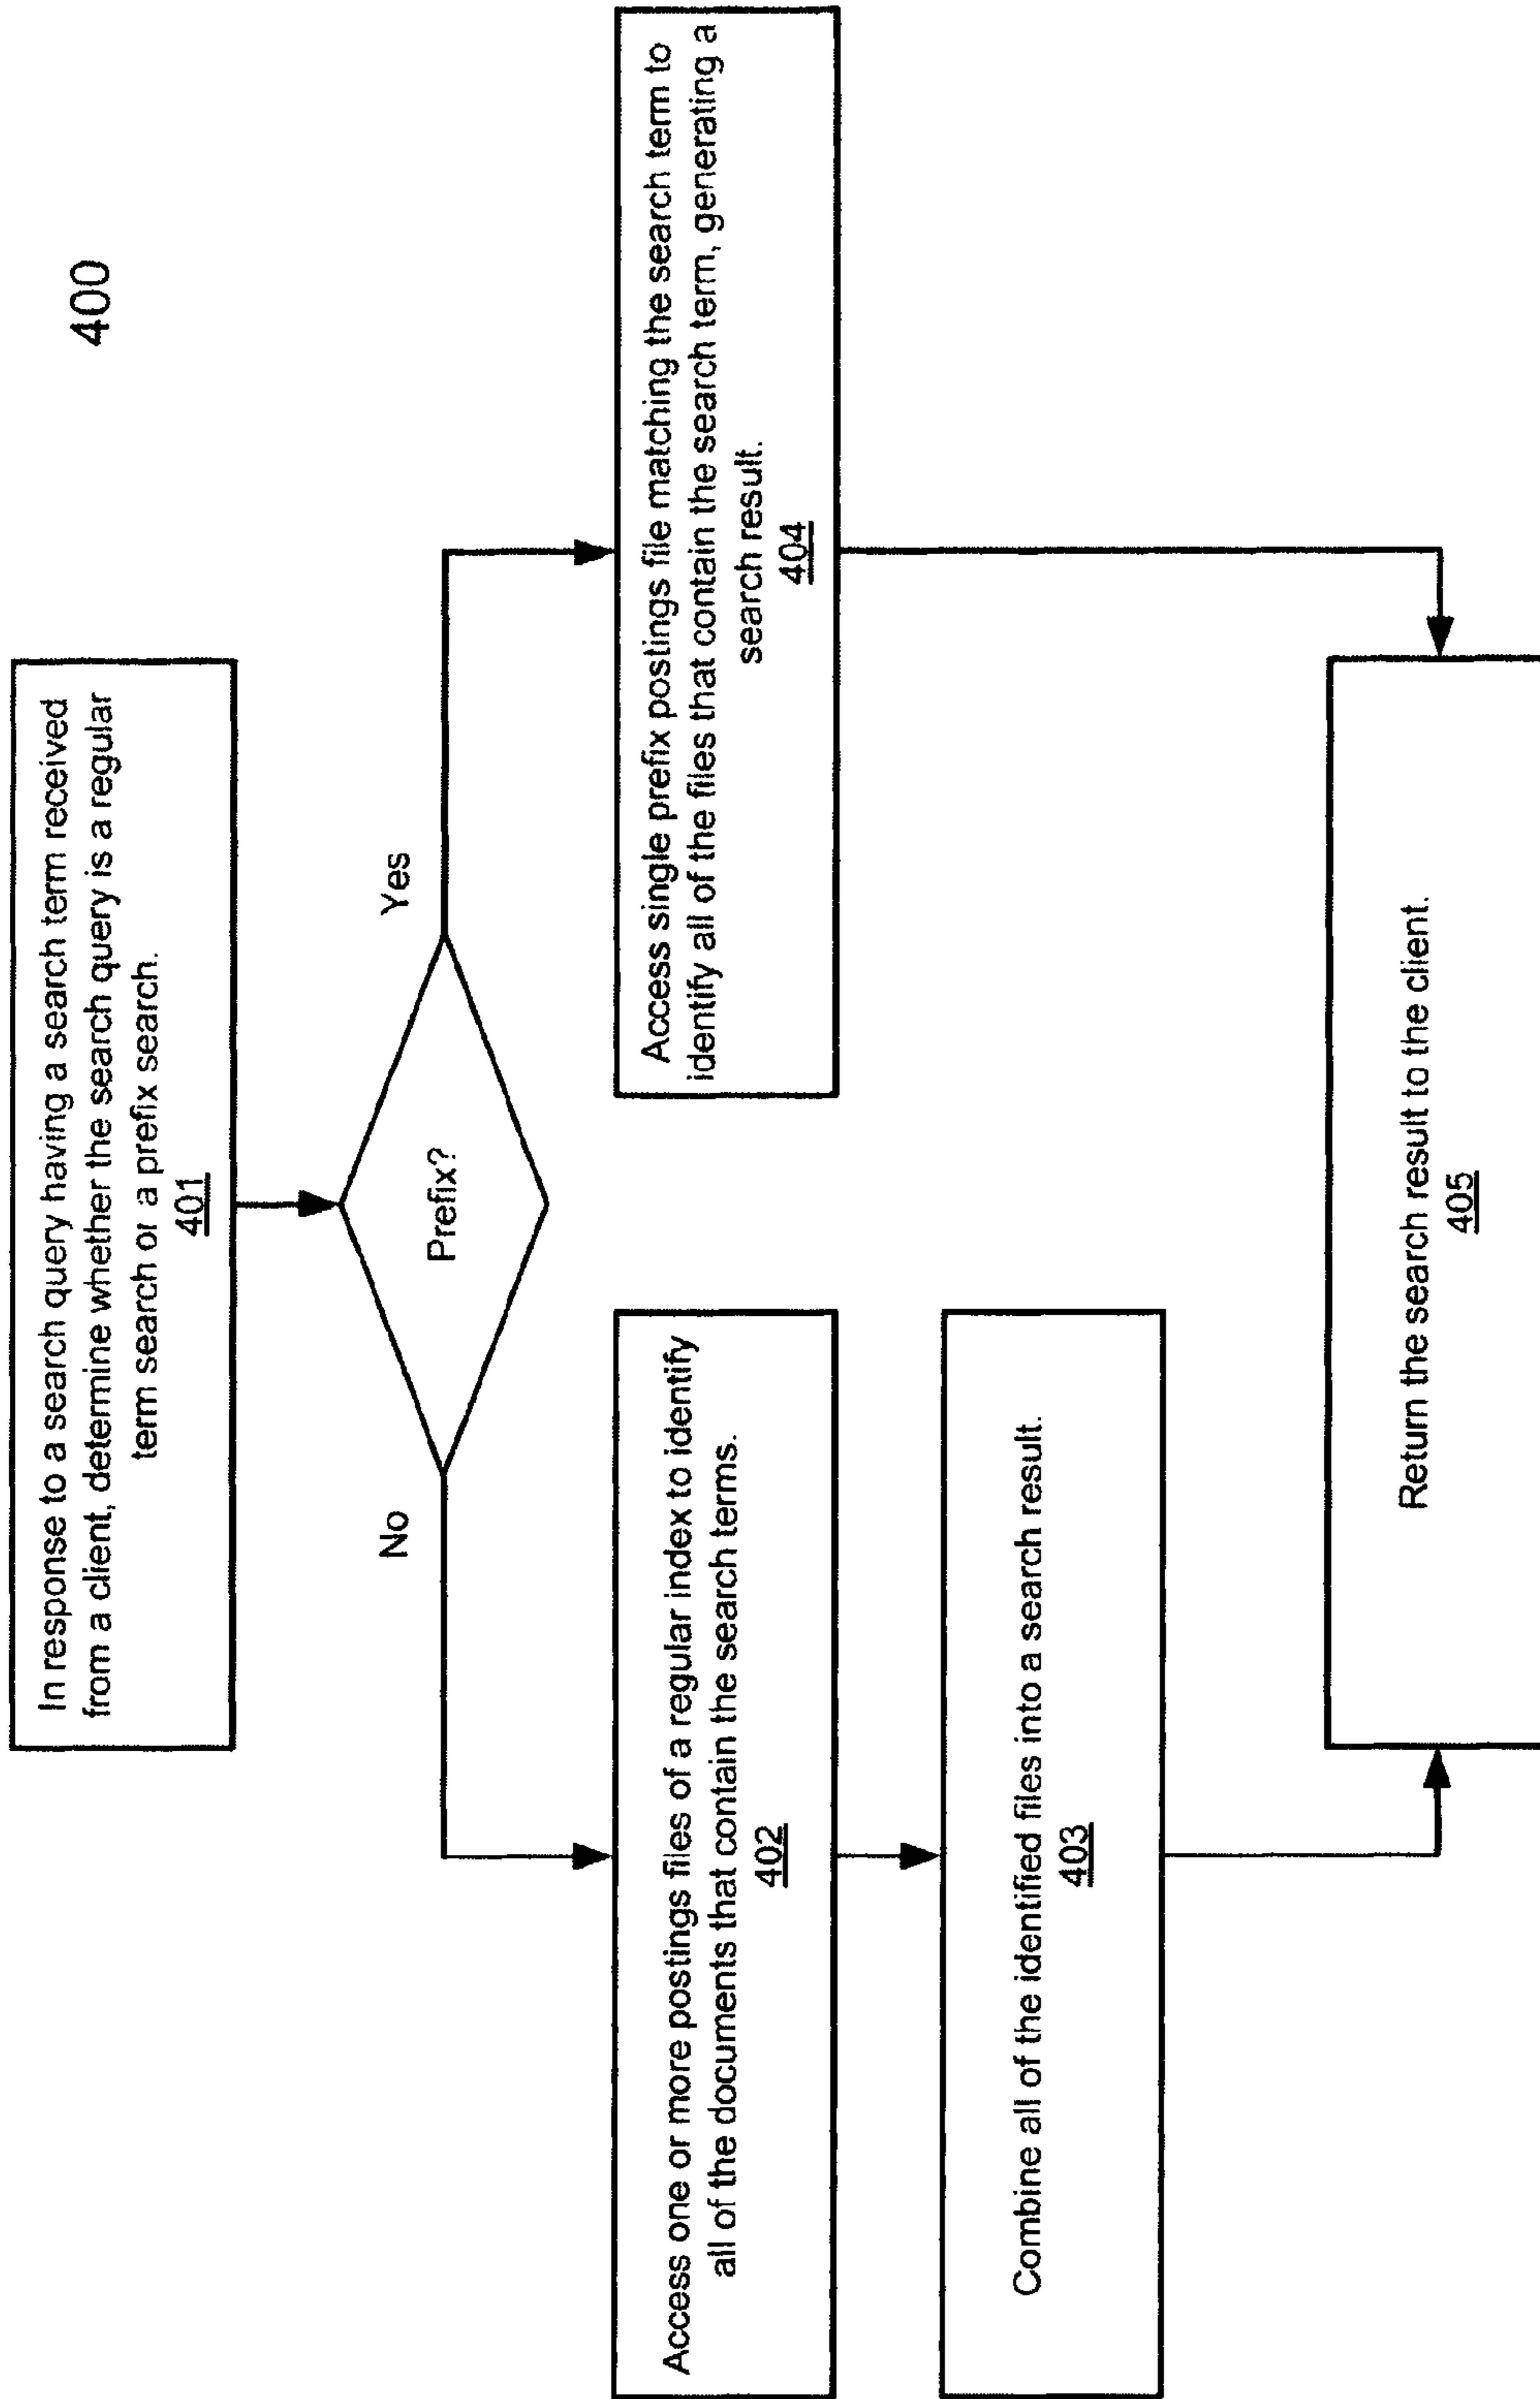 400
In response to a search query having a search term received
from a client, determine whether the search query is a regular
term search or a prefix search.
401
Prefix?
No
Yes
Access one or more postings files of a regular index to identify
all of the documents that contain the search terms.
402
Access single prefix postings file matching the search term to
identify all of the files that contain the search term, generating a
search result.
404
Combine all of the identified files into a search result.
403
Return the search result to the client.
405